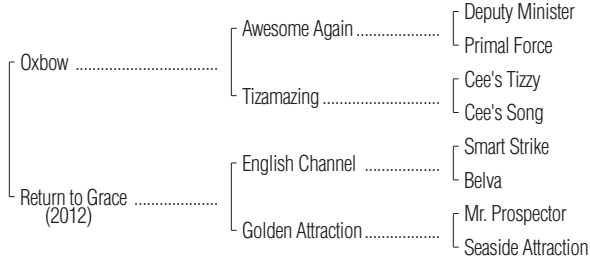 Deputy Minister
Awesome Again ..................
Primal Force
Oxbow ................................
Cee's Tizzy
Tizamazing .........................
Cee's Song
Smart Strike
English Channel ................
Belva
Return to Grace ..................
(2012)
Mr. Prospector
Golden Attraction................
Seaside Attraction